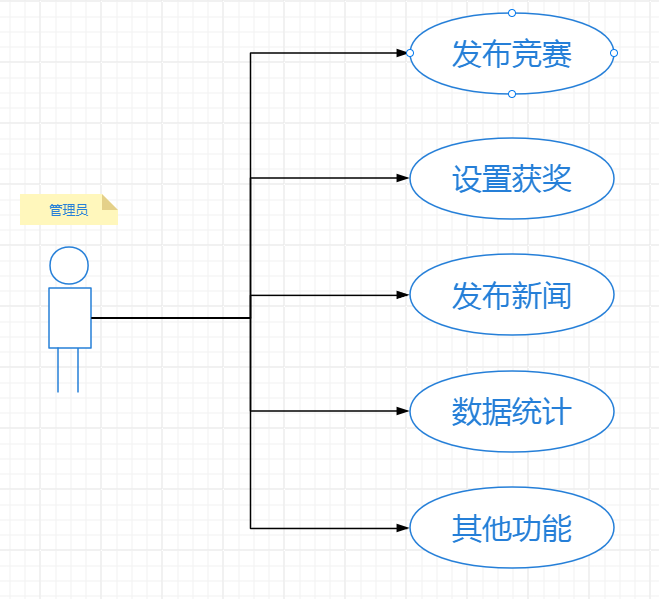 发布竞赛
设置获奖
管理员
发布新闻
数据统计
其他功能